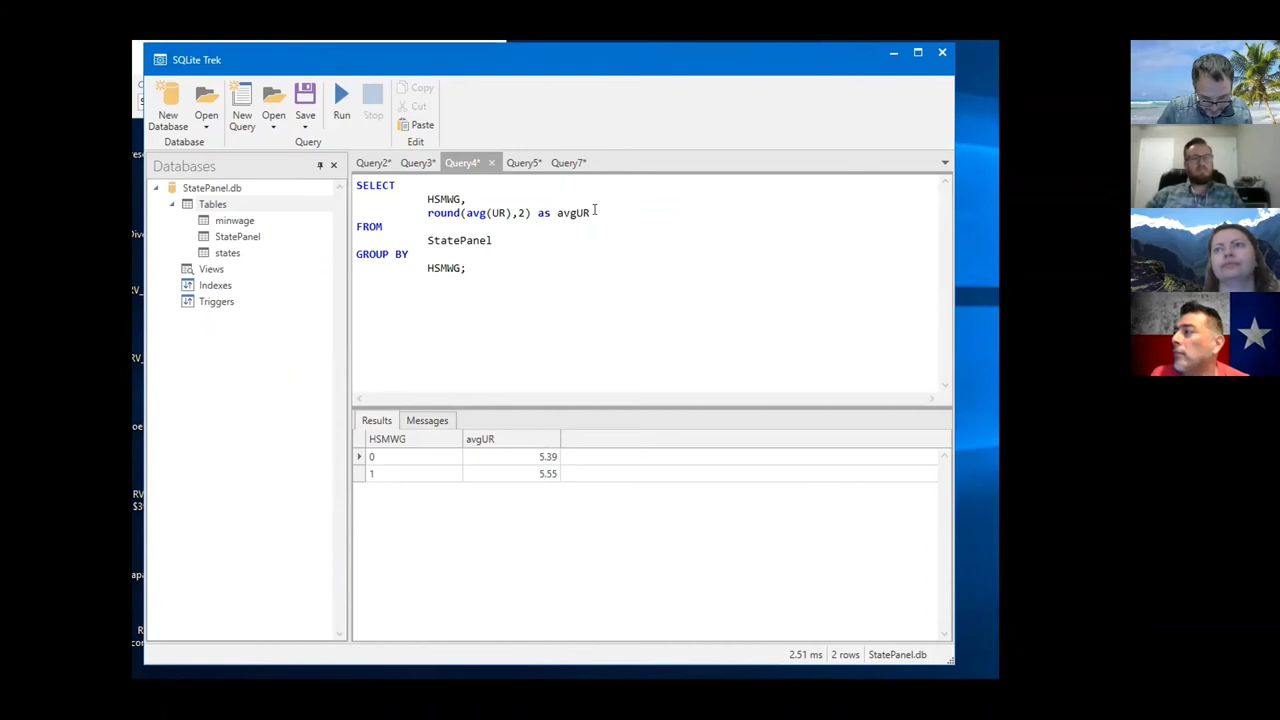 SQLite Trek
New Database
Open
New Query
Open
Save
Run
Stop
Copy
Cut
Paste
Database
Query
Edit
Databases
Query2*
Query3*
Query4*
Query5*
Query7*
StatePanel.db
Tables
minwage
StatePanel
states
Views
Indexes
Triggers
SELECT
HSMWG,
round(avg(UR),2) as avgUR
FROM
StatePanel
GROUP BY
HSMWG;
Results
Messages
HSMWG avgUR
0 5.39
1 5.55
2.51 ms
2 rows
StatePanel.db